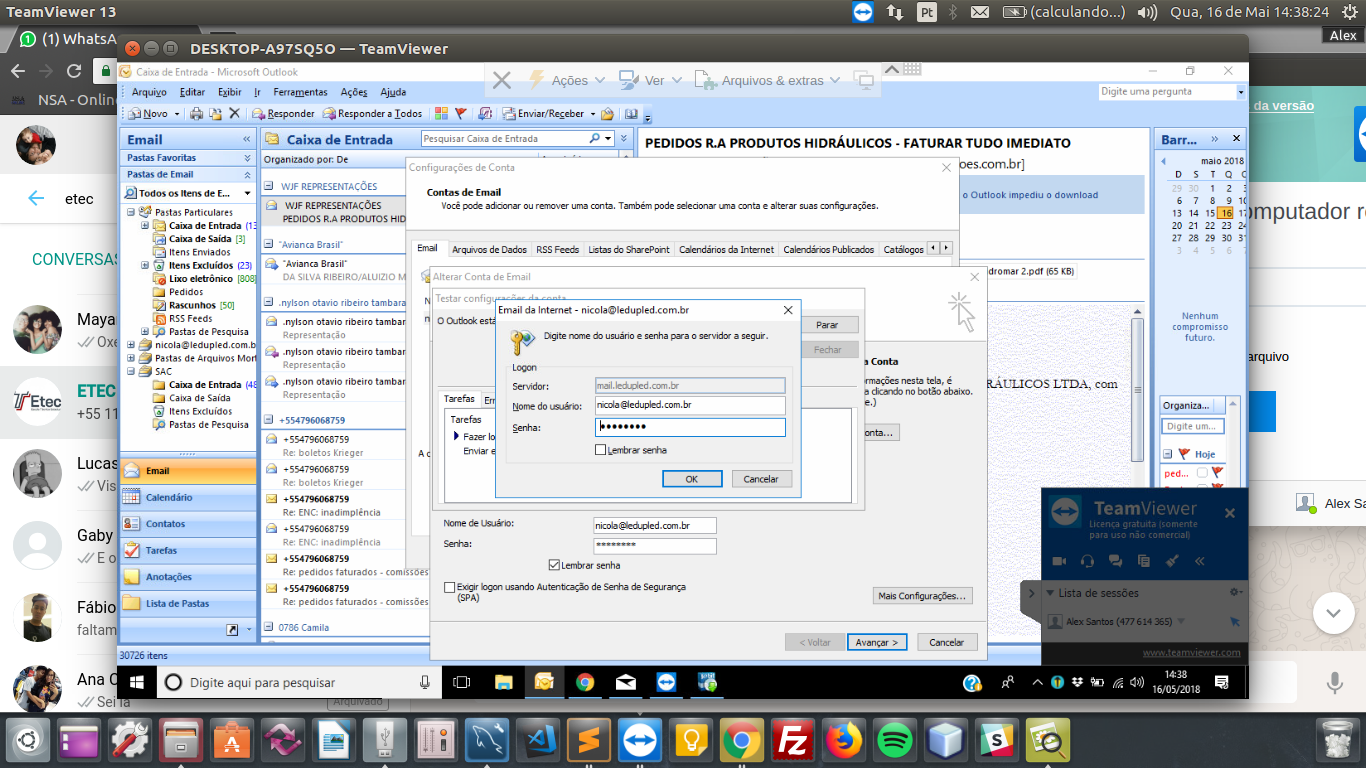 TeamViewer 13
Pt
(calculando...)
Qua, 16 de Mai 14:38:24
(1) WhatsA
Alex
DESKTOP-A97SQ5O — TeamViewer
NSA - Online
da versão
Caixa de Entrada - Microsoft Outlook
Ações
Ver
Arquivos & extras
Arquivo Editar Exibir Ir Ferramentas Ações Ajuda
Digite uma pergunta
Novo
Responder
Responder a Todos
Enviar/Receber
Email
Pastas Favoritas
Pastas de Email
Todos os Itens de E...
Pastas Particulares
Caixa de Entrada (13
Caixa de Saída [3]
Itens Enviados
Itens Excluídos (23)
Lixo eletrônico [808]
Pedidos
Rascunhos [50]
RSS Feeds
Pastas de Pesquisa
nicola@ledupled.com.b
Pastas de Arquivos Mort
SAC
Caixa de Entrada (48
Caixa de Saída
Itens Excluídos
Pastas de Pesquisa
Email
Calendário
Contatos
Tarefas
Anotações
Lista de Pastas
30726 itens
Caixa de Entrada
Pesquisar Caixa de Entrada
Organizado por: De
WJF REPRESENTAÇÕES
WJF REPRESENTAÇÕES
PEDIDOS R.A PRODUTOS HID
"Avianca Brasil"
"Avianca Brasil"
DA SILVA RIBEIRO/ALUIZIO M
.nylson otavio ribeiro tambara
.nylson otavio ribeiro tambar
Representação
.nylson otavio ribeiro tambar
Representação
.nylson otavio ribeiro tambar
Representação
+554796068759
+554796068759
Re: boletos Krieger
+554796068759
Re: boletos Krieger
+554796068759
Re: ENC: inadimplência
+554796068759
Re: ENC: inadimplência
+554796068759
Re: pedidos faturados - comissões
+554796068759
Re: pedidos faturados - comissões
0786 Camila
PEDIDOS R.A PRODUTOS HIDRÁULICOS - FATURAR TUDO IMEDIATO
oes.com.br]
o Outlook impediu o download
dromar 2.pdf (65 KB)
RÁULICOS LTDA, com
Configurações de Conta
Contas de Email
Você pode adicionar ou remover uma conta. Também pode selecionar uma conta e alterar suas configurações.
Email
Arquivos de Dados
RSS Feeds
Listas do SharePoint
Calendários da Internet
Calendários Publicados
Catálogos
Alterar Conta de Email
Testar configurações da conta
O Outlook está
Parar
Fechar
a Conta
ormações nesta tela, é
a clicando no botão abaixo.
e.)
onta...
Tarefas
Tarefas
Fazer lo
Enviar e
Email da Internet - nicola@ledupled.com.br
Digite nome do usuário e senha para o servidor a seguir.
Logon
Servidor:
mail.ledupled.com.br
Nome do usuário:
nicola@ledupled.com.br
Senha:
••••••••
Lembrar senha
OK
Cancelar
Nome de Usuário:
nicola@ledupled.com.br
Senha:
********
Lembrar senha
Exigir logon usando Autenticação de Senha de Segurança
(SPA)
Mais Configurações...
< Voltar
Avançar >
Cancelar
Barr...
maio 2018
D S T Q Q
29 30 1 2 3
6 7 8 9 10
13 14 15 16 17
20 21 22 23 24
27 28 29 30 31
3 4 5 6 7
Nenhum
compromisso
futuro.
Organiza...
Digite um...
Hoje
ped...
TeamViewer
Licença gratuita (somente
para uso não comercial)
Lista de sessões
Alex Santos (477 614 365)
www.teamviewer.com
Digite aqui para pesquisar
14:38
16/05/2018
etec
CONVERSAS
Maya
Oxe
ETEC
+55 11
Etec
Lucas
Vis
Gaby
E o
Fábio
faltam
Ana C
Sei la
Arquivado
omputador r
arquivo
Alex Sa